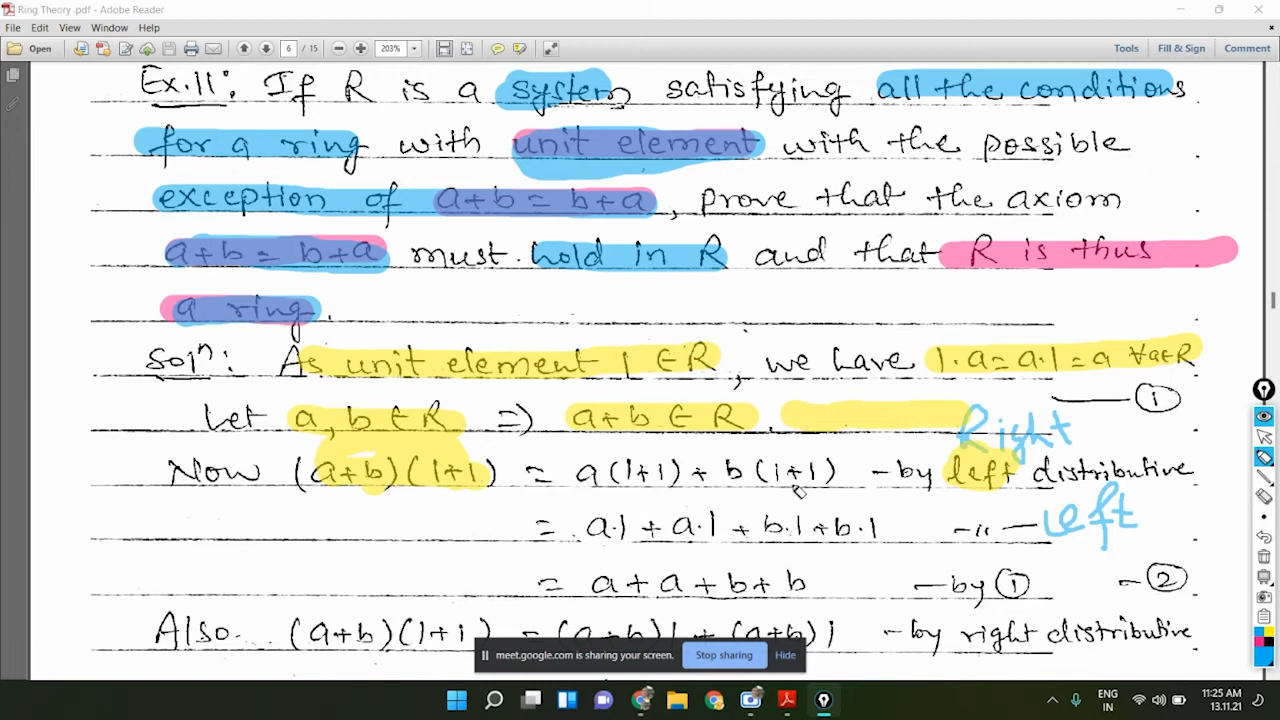 Ring Theory .pdf - Adobe Reader
File Edit View Window Help
Open 6 / 15 203% Tools Fill & Sign Comment
Ex.11: If R is a system satisfying all the conditions
for a ring with unit element with the possible
exception of a+b = b+a, prove that the axiom
a+b = b+a must hold in R and that R is thus
a ring.
Solⁿ: As unit element 1 ∈ R, we have 1·a = a·1 = a ∀a∈R
—— ①
Let a, b ∈ R ⇒ a+b ∈ R.
Right
Now (a+b)(1+1) = a(1+1) + b(1+1) - by left distributive
= a·1 + a·1 + b·1 + b·1 -"- left
= a + a + b + b - by ① - ②
Also (a+b)(1+1) = (a+b)1 + (a+b)1 - by right distributive
meet.google.com is sharing your screen. Stop sharing Hide
ENG
IN
11:25 AM
13.11.21